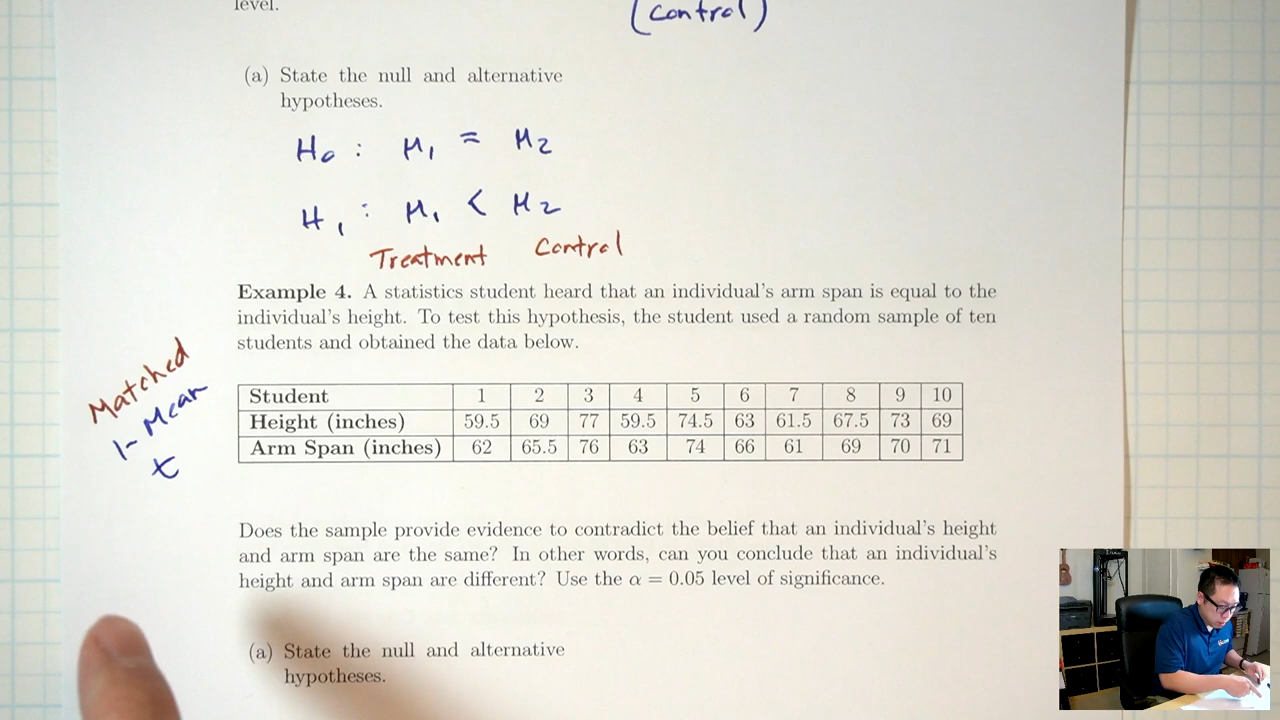 level.
(control)
(a) State the null and alternative
hypotheses.
H₀ : μ₁ = μ₂
H₁ : μ₁ < μ₂
Treatment Control
Example 4. A statistics student heard that an individual's arm span is equal to the
individual's height. To test this hypothesis, the student used a random sample of ten
students and obtained the data below.
Matched
1-Mean
t
Student 1 2 3 4 5 6 7 8 9 10
Height (inches) 59.5 69 77 59.5 74.5 63 61.5 67.5 73 69
Arm Span (inches) 62 65.5 76 63 74 66 61 69 70 71
Does the sample provide evidence to contradict the belief that an individual's height
and arm span are the same? In other words, can you conclude that an individual's
height and arm span are different? Use the α = 0.05 level of significance.
(a) State the null and alternative
hypotheses.